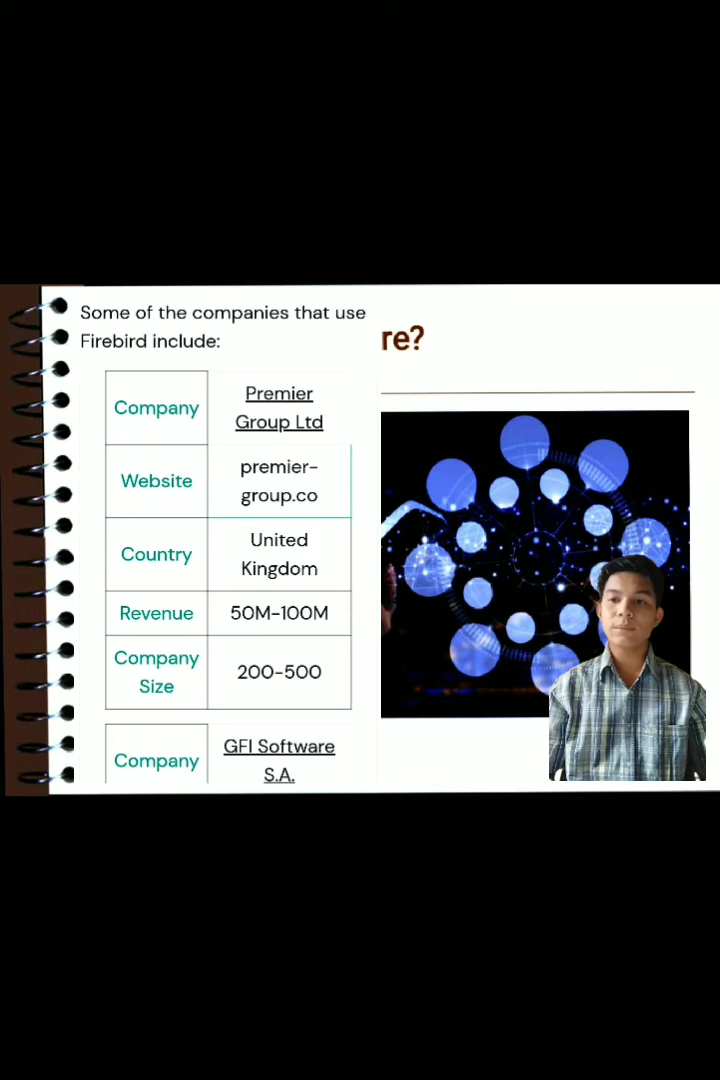 Some of the companies that use
Firebird include:
re?
Company
Premier
Group Ltd
Website
premier-
group.co
Country
United
Kingdom
Revenue
50M-100M
Company
Size
200-500
Company
GFI Software
S.A.